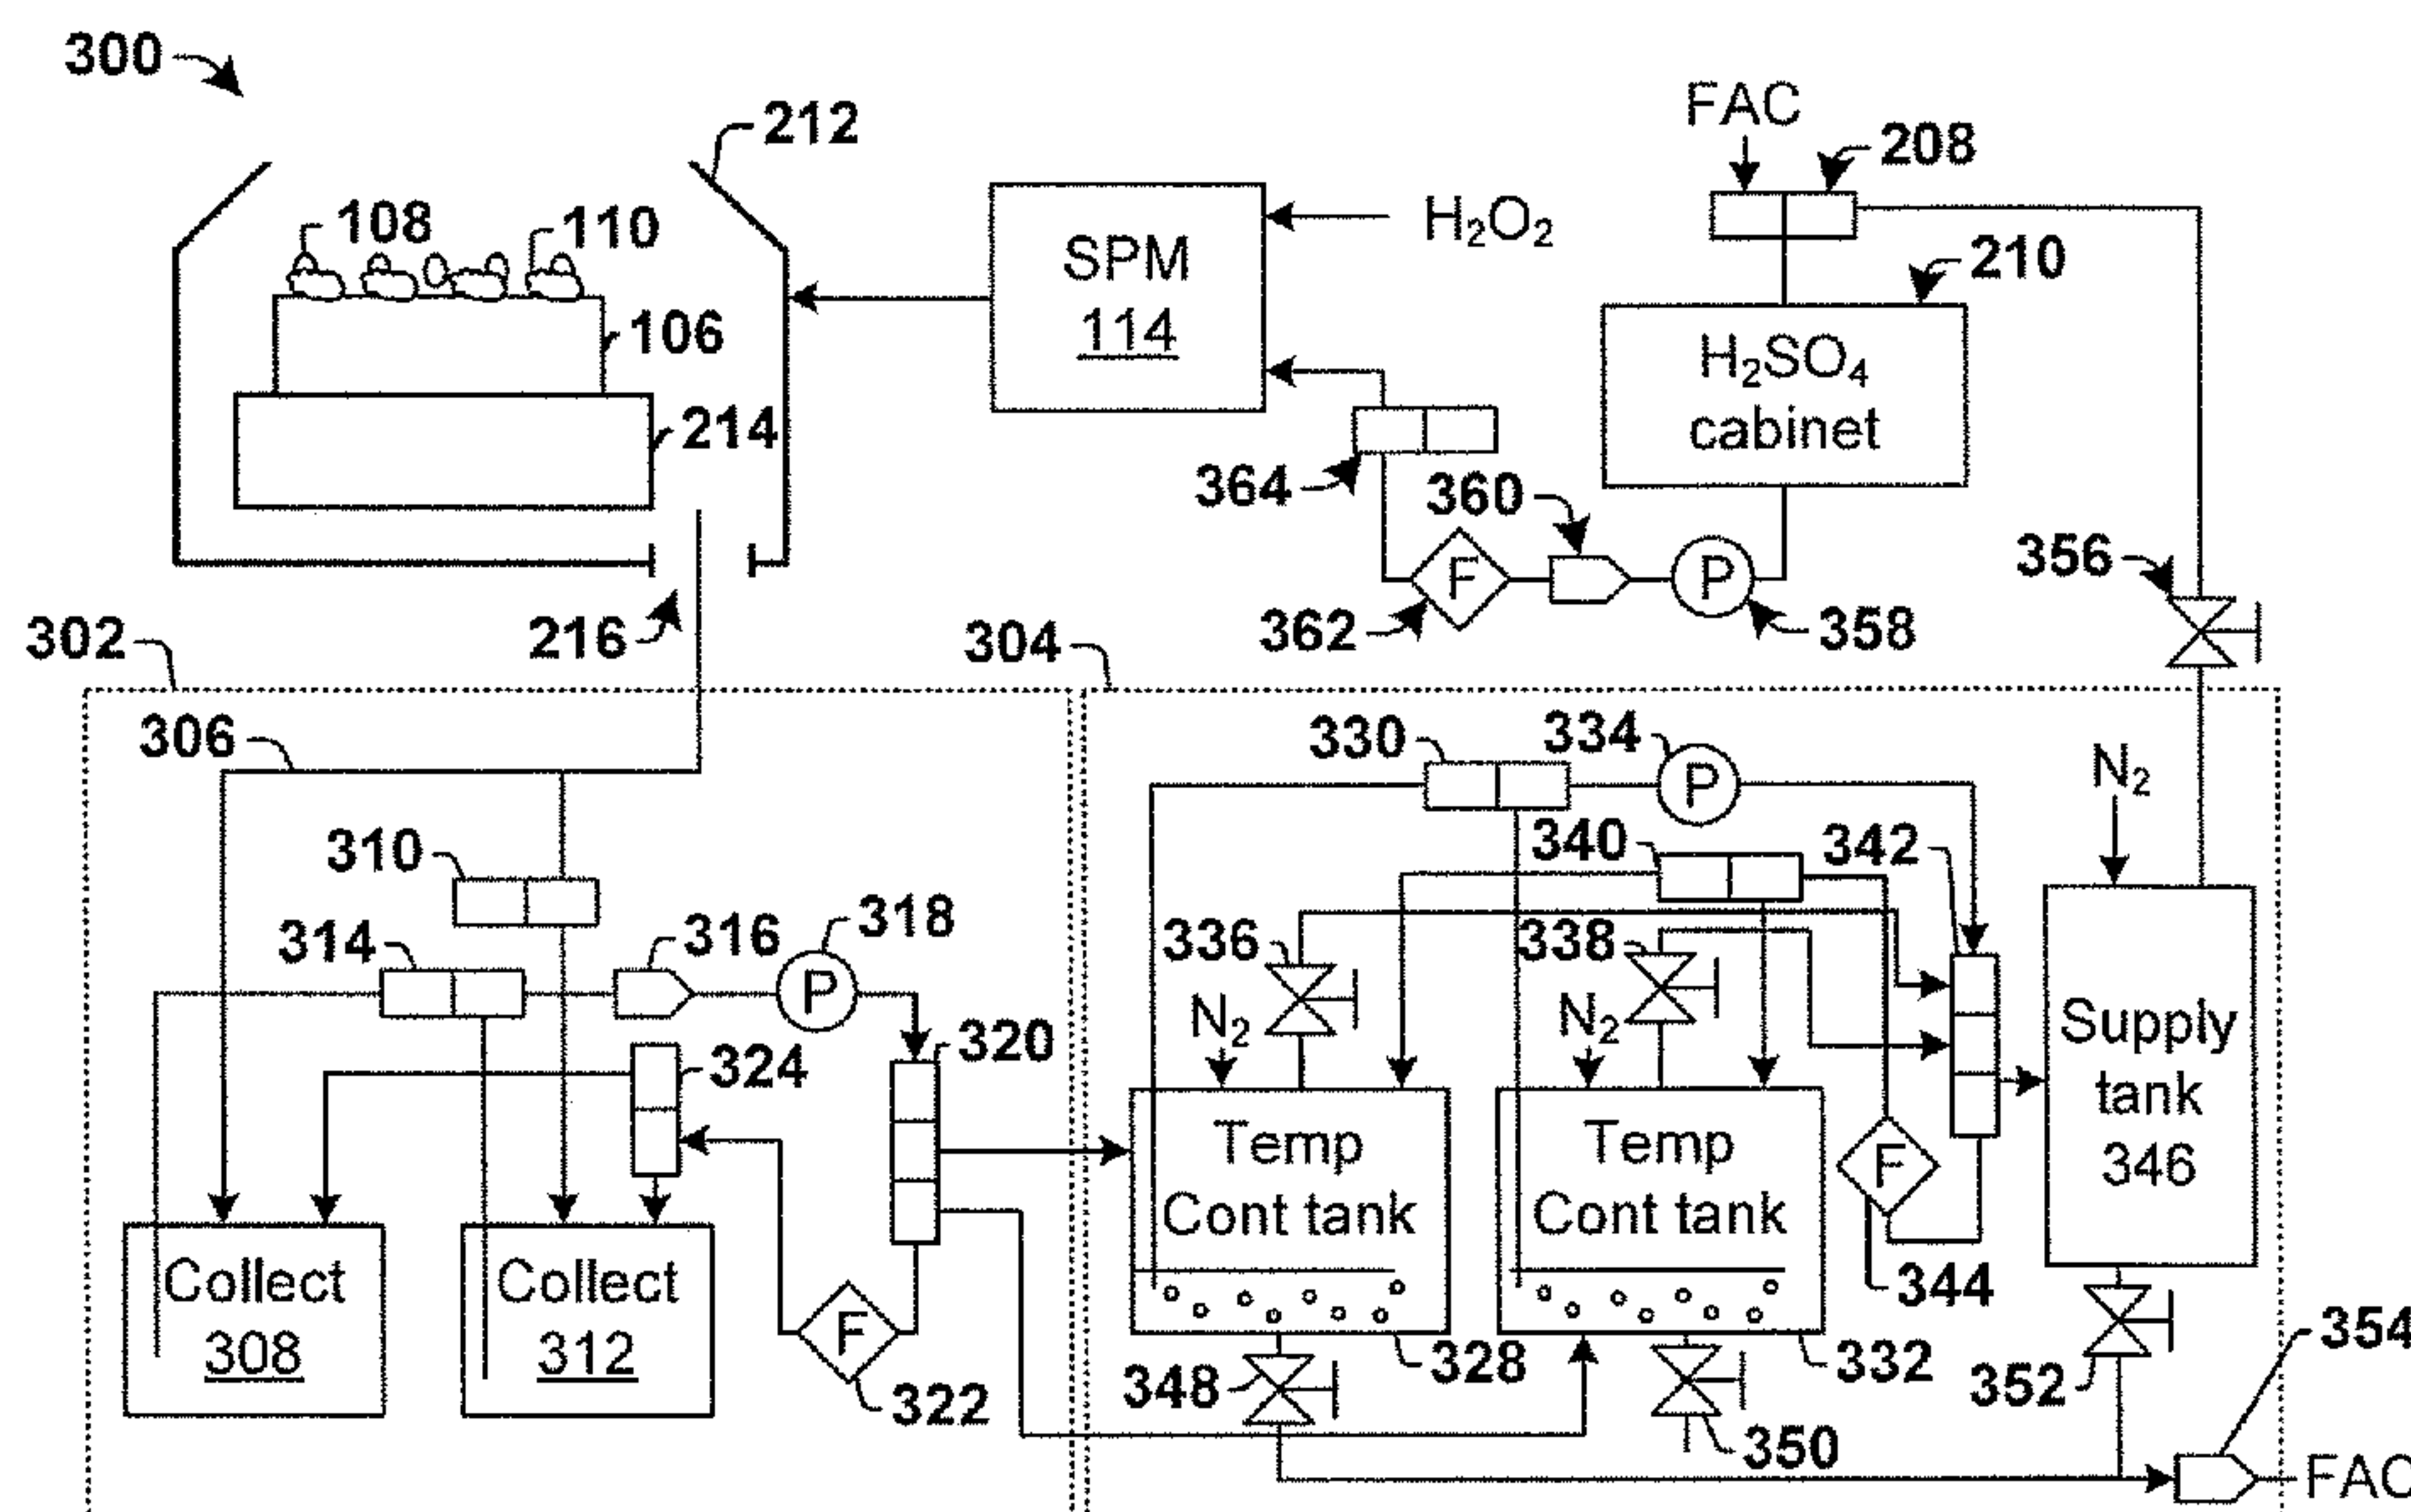 300
212
FAC
208
108
110
H₂O₂
SPM
114
210
106
H₂SO₄
cabinet
214
364
360
F
P
356
216
362
358
302
304
306
330
334
P
N₂
310
340
342
314
316
318
336
338
P
N₂
N₂
320
324
Supply
tank
346
Temp
Cont tank
Temp
Cont tank
F
Collect
308
Collect
312
F
344
354
322
348
328
332
352
350
FAC